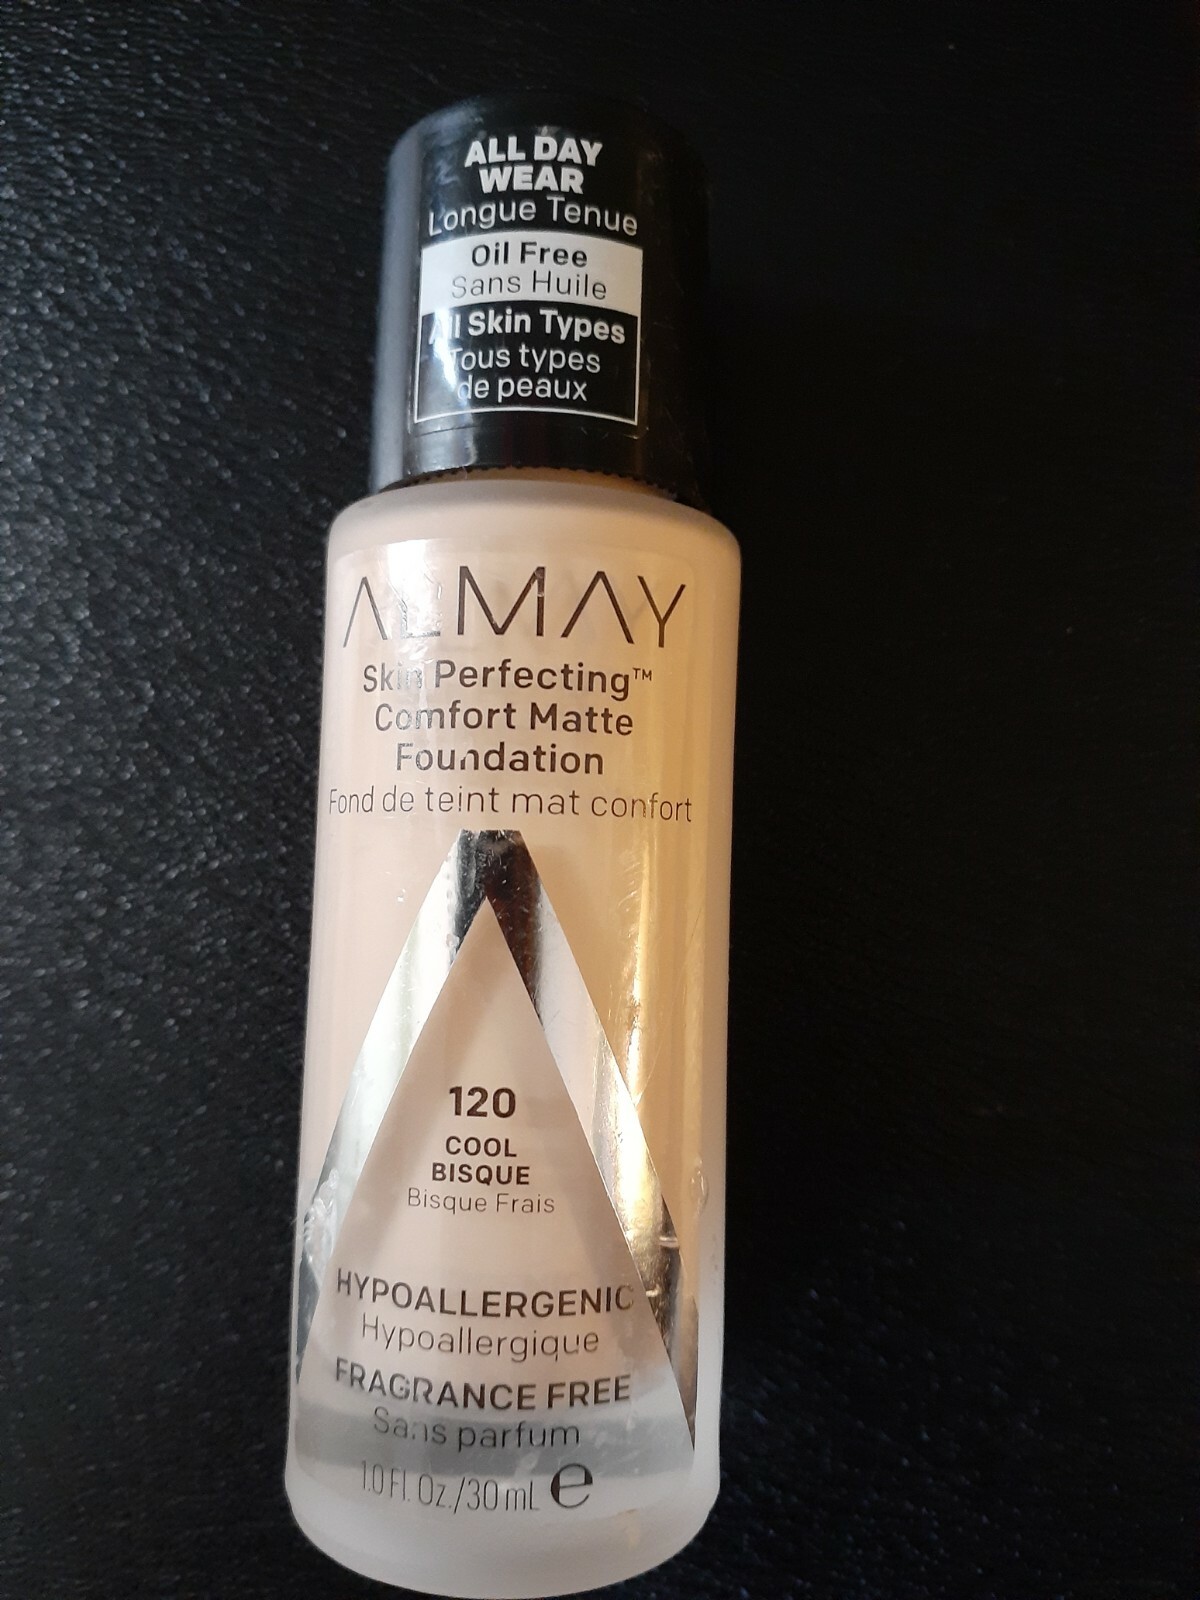 ALL DAY
WEAR
Longue Tenue
Oil Free
Sans Huile
All Skin Types
Tous types
de peaux
ALMAY
Skin Perfecting™
Comfort Matte
Foundation
Fond de teint mat confort
120
COOL
BISQUE
Bisque Frais
HYPOALLERGENIC
Hypoallergique
FRAGRANCE FREE
Sans parfum
1.0 Fl. Oz./30 mL ℮